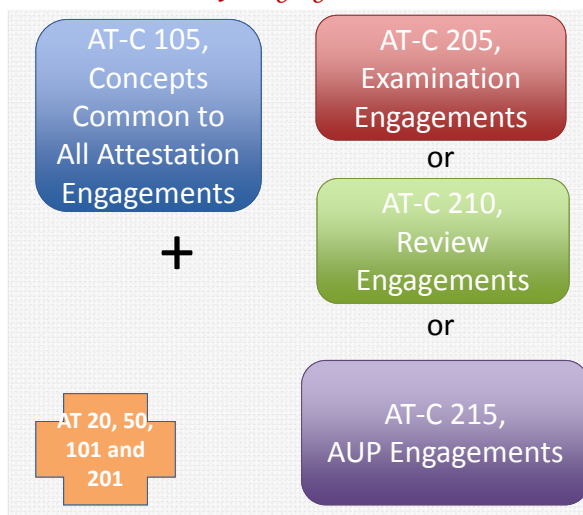 AT-C 105,
Concepts
Common to
All Attestation
Engagements
+
AT 20, 50,
101 and
201
AT-C 205,
Examination
Engagements
or
AT-C 210,
Review
Engagements
or
AT-C 215,
AUP Engagements